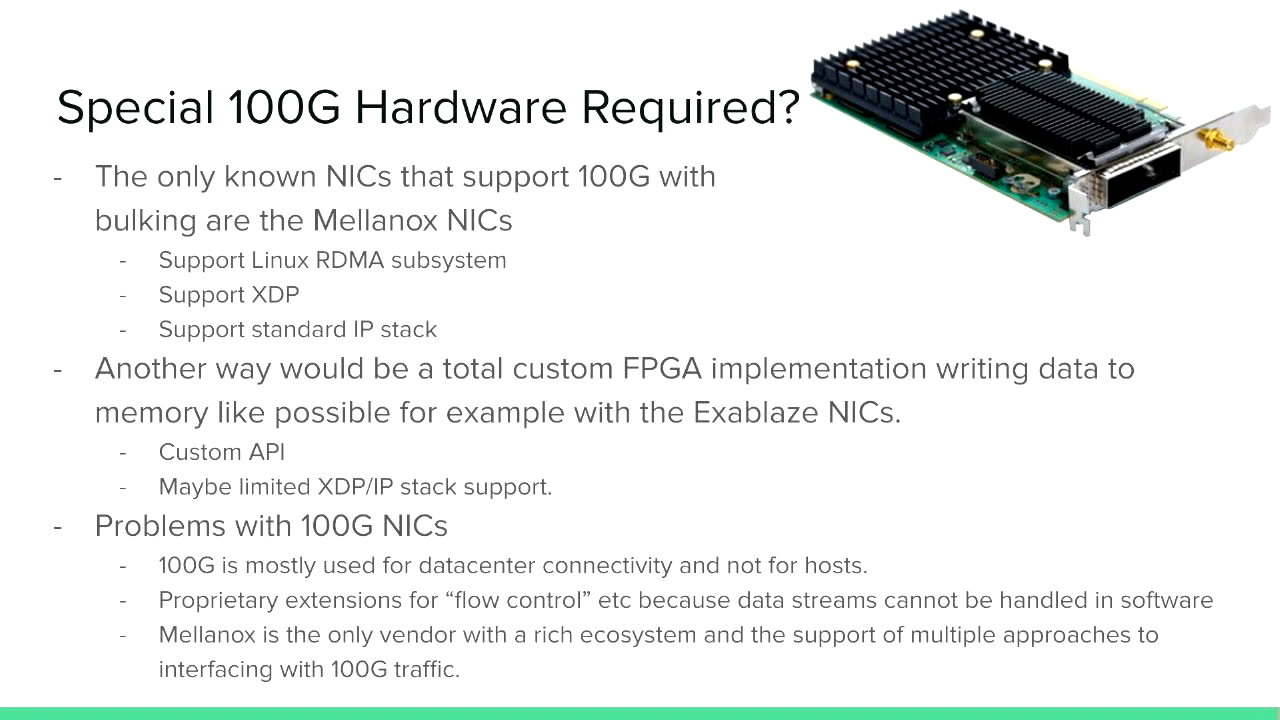 Special 100G Hardware Required?
- The only known NICs that support 100G with
bulking are the Mellanox NICs
- Support Linux RDMA subsystem
- Support XDP
- Support standard IP stack
- Another way would be a total custom FPGA implementation writing data to
memory like possible for example with the Exablaze NICs.
- Custom API
- Maybe limited XDP/IP stack support.
- Problems with 100G NICs
- 100G is mostly used for datacenter connectivity and not for hosts.
- Proprietary extensions for “flow control” etc because data streams cannot be handled in software
- Mellanox is the only vendor with a rich ecosystem and the support of multiple approaches to
interfacing with 100G traffic.